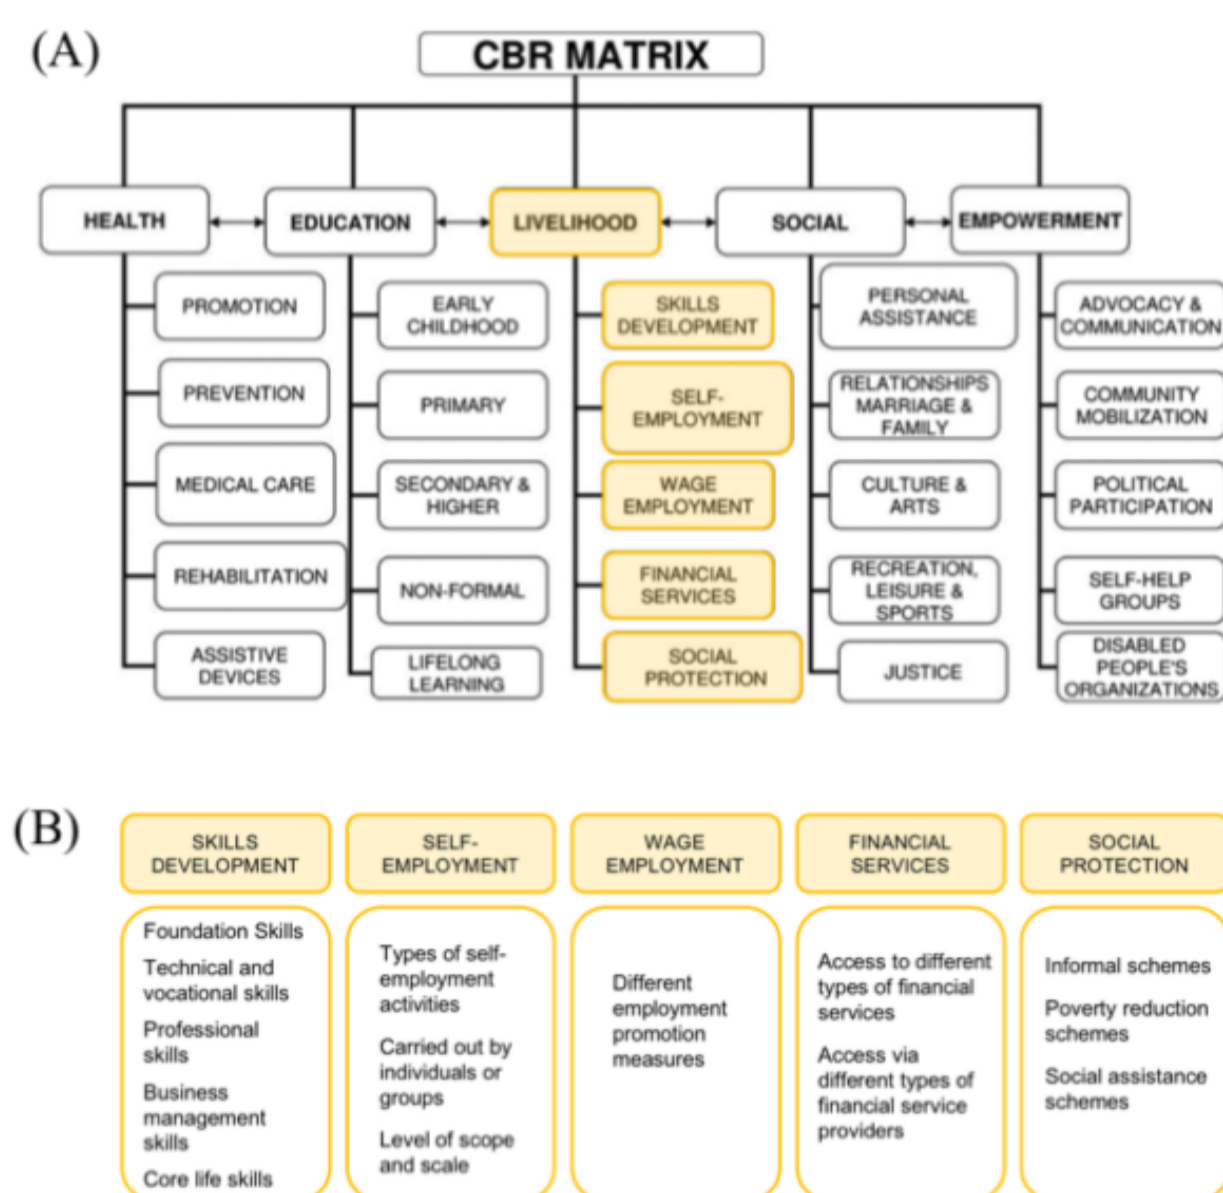 (A)
CBR MATRIX
HEALTH
EDUCATION
LIVELIHOOD
SOCIAL
EMPOWERMENT
PROMOTION
PREVENTION
MEDICAL CARE
REHABILITATION
ASSISTIVE
DEVICES
EARLY
CHILDHOOD
PRIMARY
SECONDARY &
HIGHER
NON-FORMAL
LIFELONG
LEARNING
SKILLS
DEVELOPMENT
SELF-
EMPLOYMENT
WAGE
EMPLOYMENT
FINANCIAL
SERVICES
SOCIAL
PROTECTION
PERSONAL
ASSISTANCE
RELATIONSHIPS
MARRIAGE &
FAMILY
CULTURE &
ARTS
RECREATION,
LEISURE &
SPORTS
JUSTICE
ADVOCACY &
COMMUNICATION
COMMUNITY
MOBILIZATION
POLITICAL
PARTICIPATION
SELF-HELP
GROUPS
DISABLED
PEOPLE'S
ORGANIZATIONS
(B)
SKILLS
DEVELOPMENT
Foundation Skills
Technical and
vocational skills
Professional
skills
Business
management
skills
Core life skills
SELF-
EMPLOYMENT
Types of self-
employment
activities
Carried out by
individuals or
groups
Level of scope
and scale
WAGE
EMPLOYMENT
Different
employment
promotion
measures
FINANCIAL
SERVICES
Access to different
types of financial
services
Access via
different types of
financial service
providers
SOCIAL
PROTECTION
Informal schemes
Poverty reduction
schemes
Social assistance
schemes